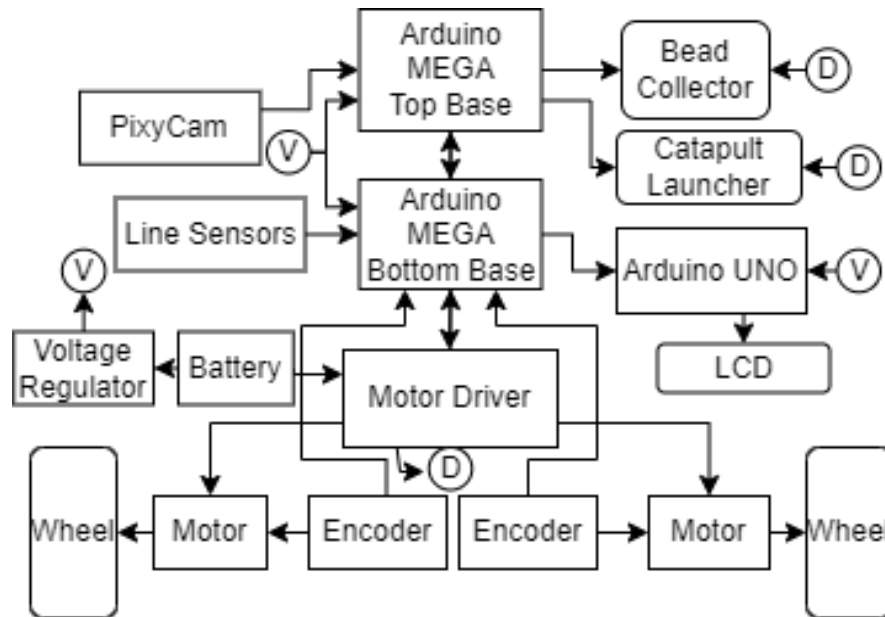 Arduino
MEGA
Top Base
Bead
Collector
D
PixyCam
V
Catapult
Launcher
D
Arduino
MEGA
Bottom Base
Line Sensors
V
Arduino UNO
V
Voltage
Regulator
Battery
Motor Driver
LCD
D
Wheel
Motor
Encoder
Encoder
Motor
Wheel